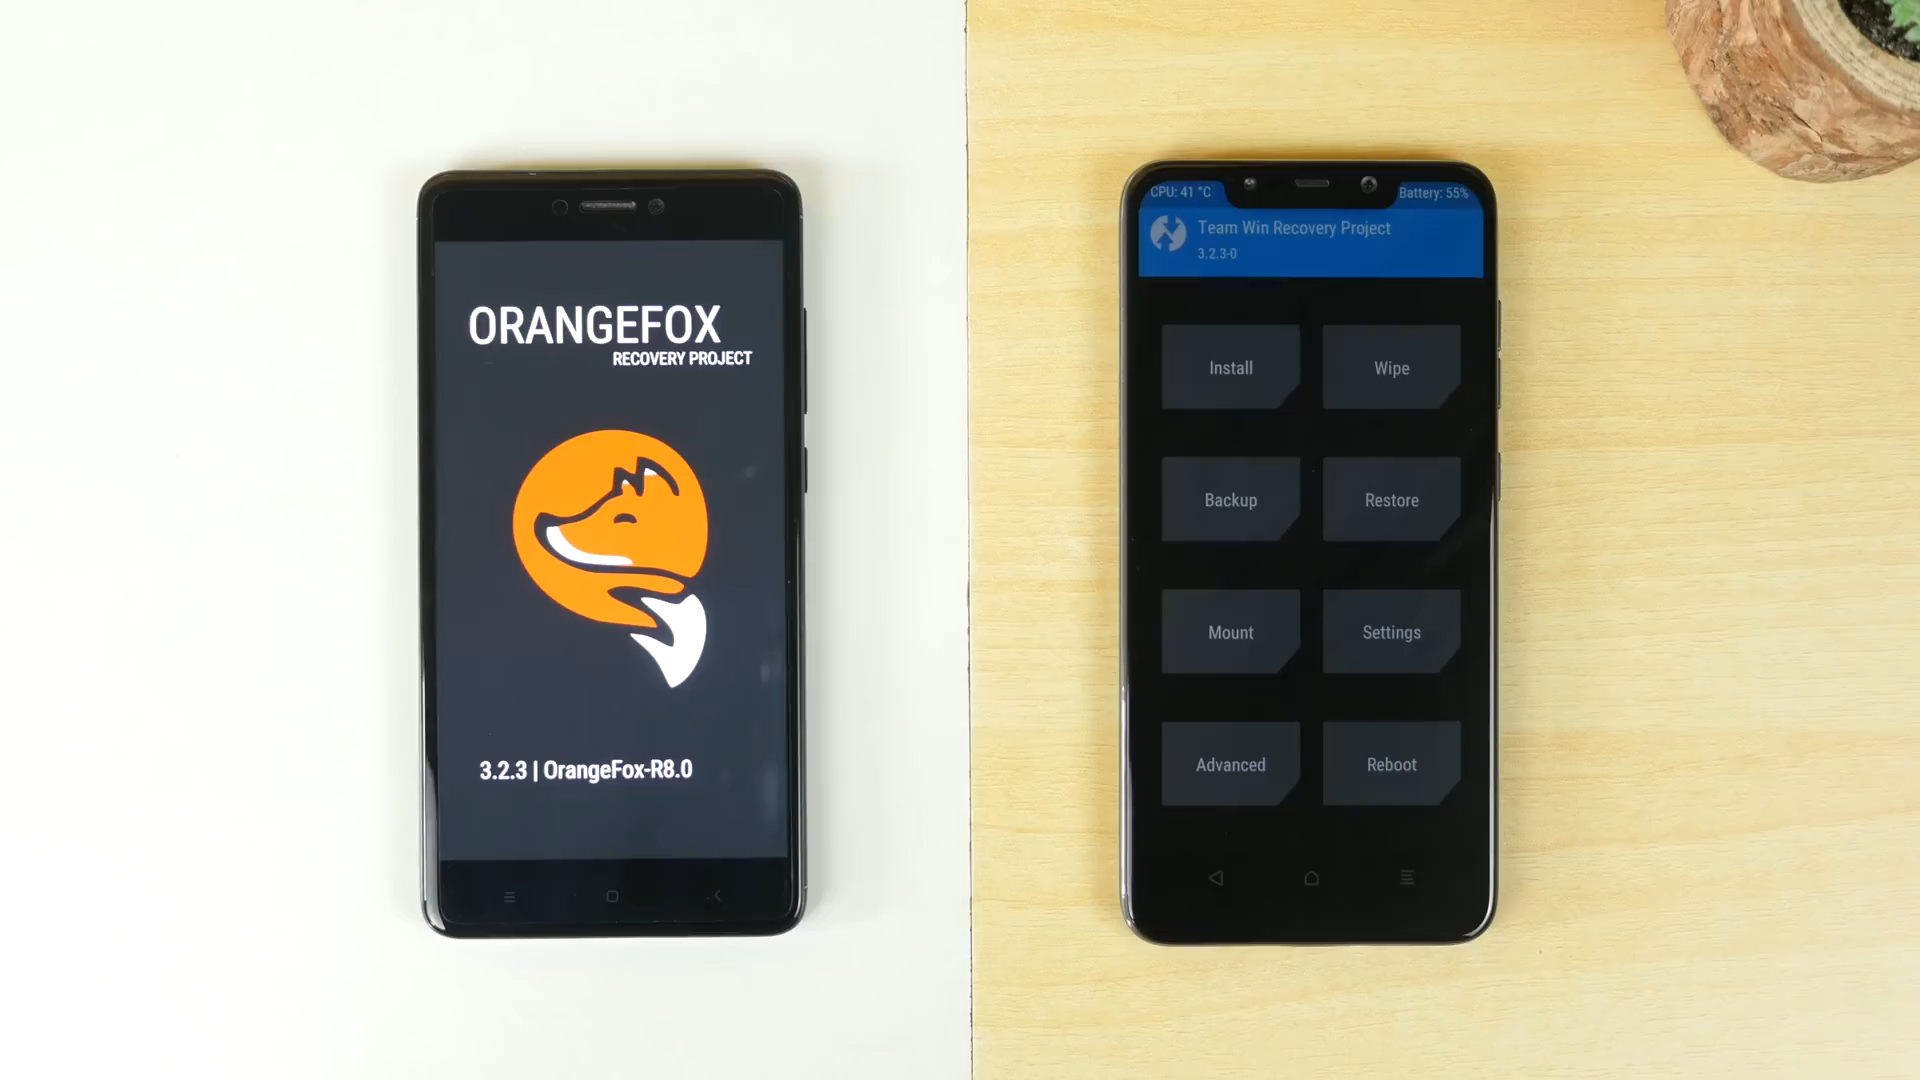 ORANGEFOX
RECOVERY PROJECT
3.2.3 | OrangeFox-R8.0
CPU: 41 °C
Battery: 55%
Team Win Recovery Project
3.2.3-0
Install
Wipe
Backup
Restore
Mount
Settings
Advanced
Reboot